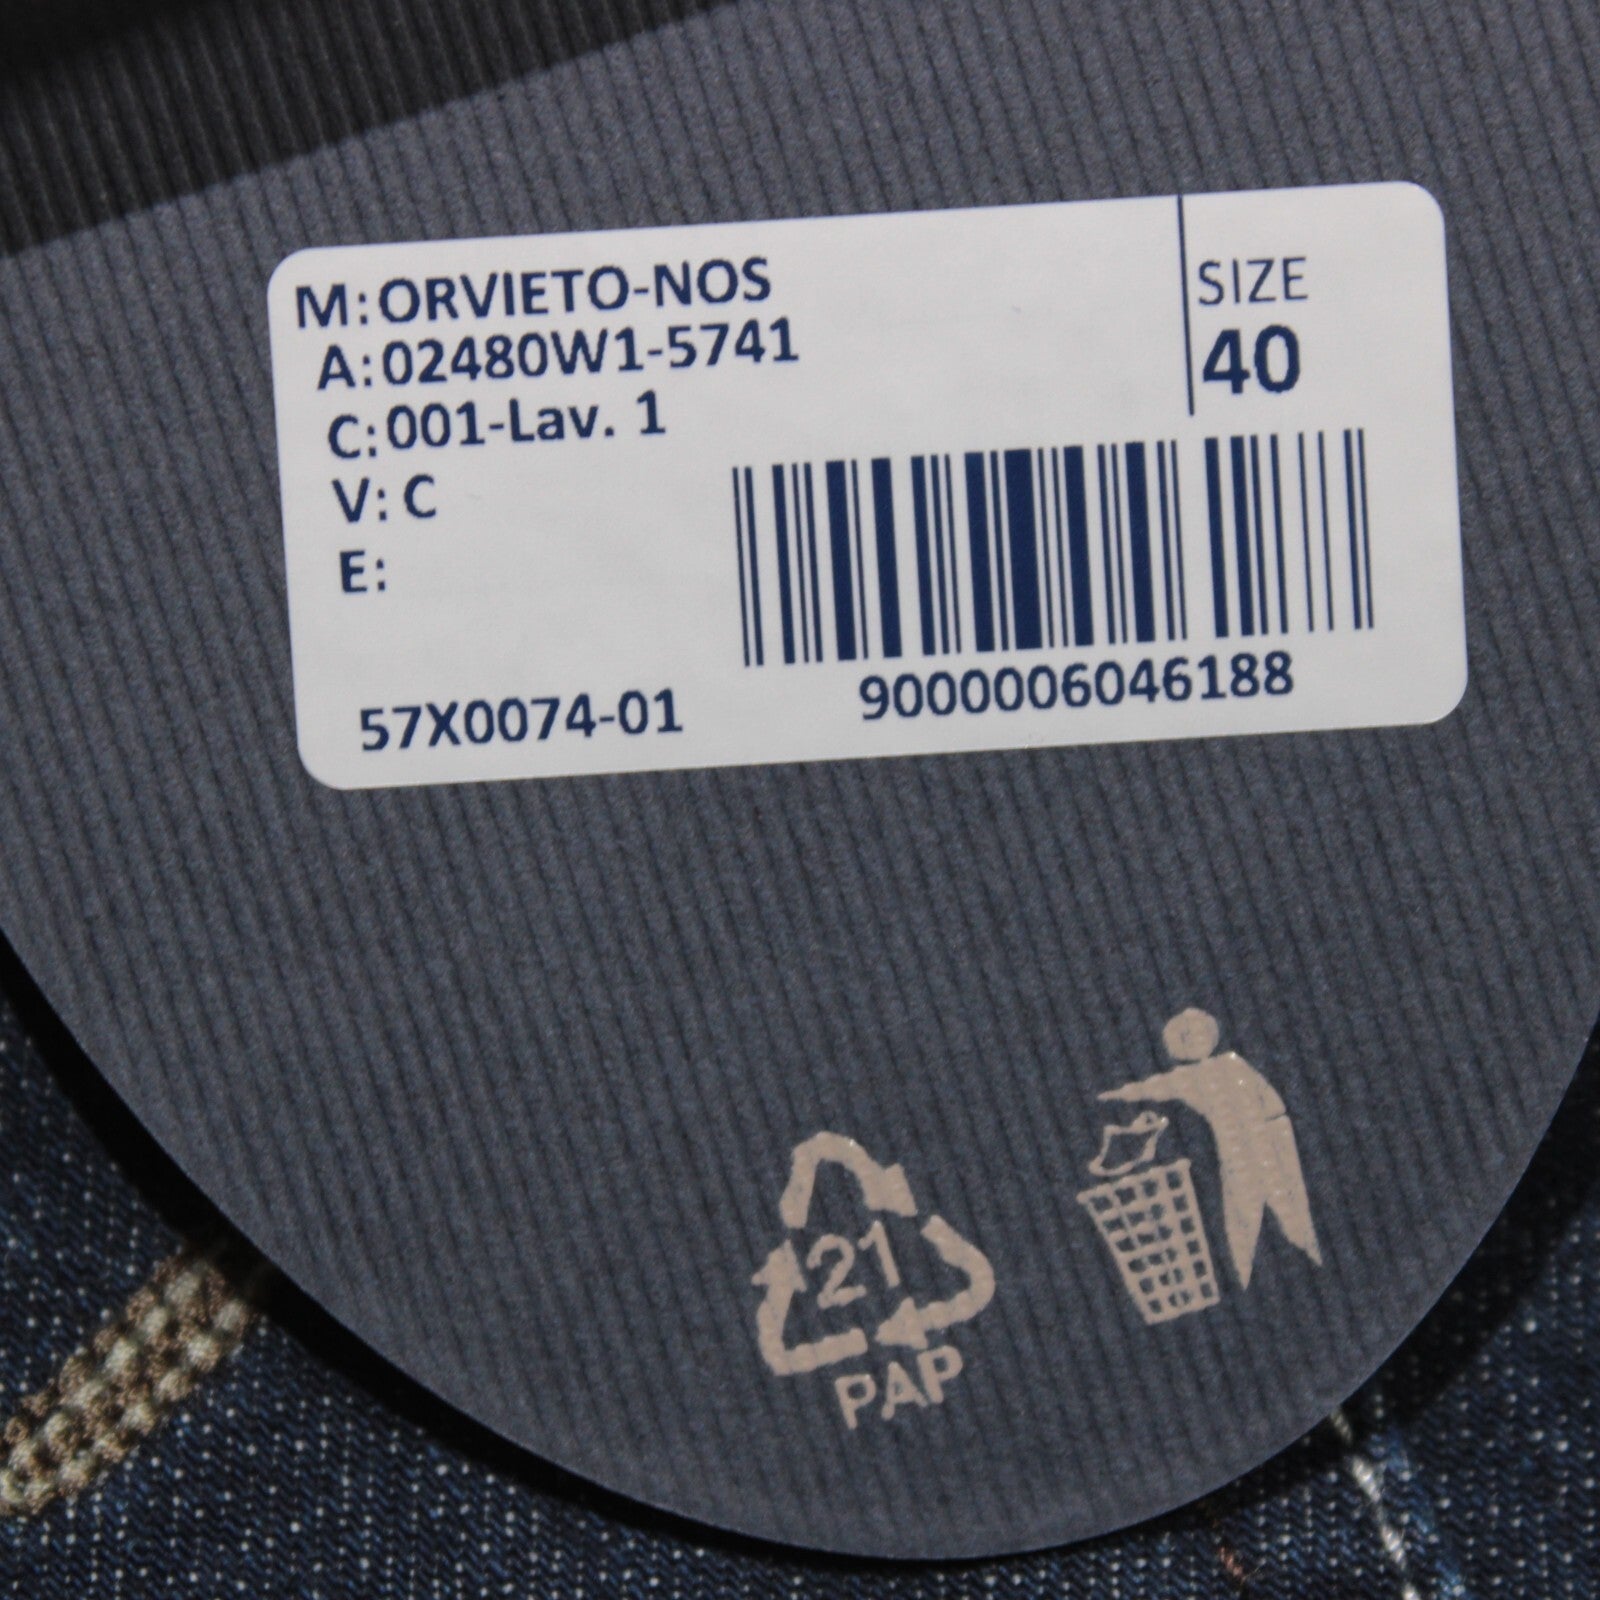 M: ORVIETO-NOS
A: 02480W1-5741
C: 001-Lav. 1
V: C
E:
SIZE
40
57X0074-01
9000006046188
21
PAP